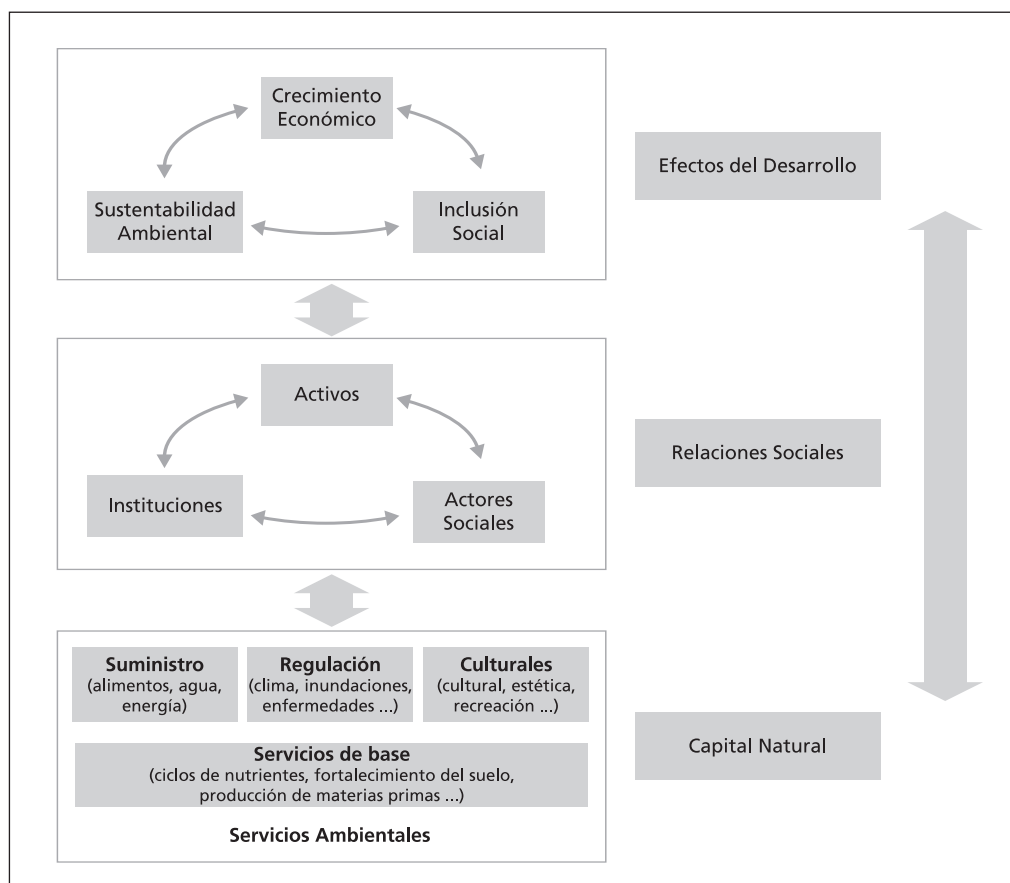 Crecimiento
Económico
Sustentabilidad
Ambiental
Inclusión
Social
Efectos del Desarrollo
Activos
Instituciones
Actores
Sociales
Relaciones Sociales
Suministro
(alimentos, agua,
energía)
Regulación
(clima, inundaciones,
enfermedades ...)
Culturales
(cultural, estética,
recreación ...)
Servicios de base
(ciclos de nutrientes, fortalecimiento del suelo,
producción de materias primas ...)
Servicios Ambientales
Capital Natural